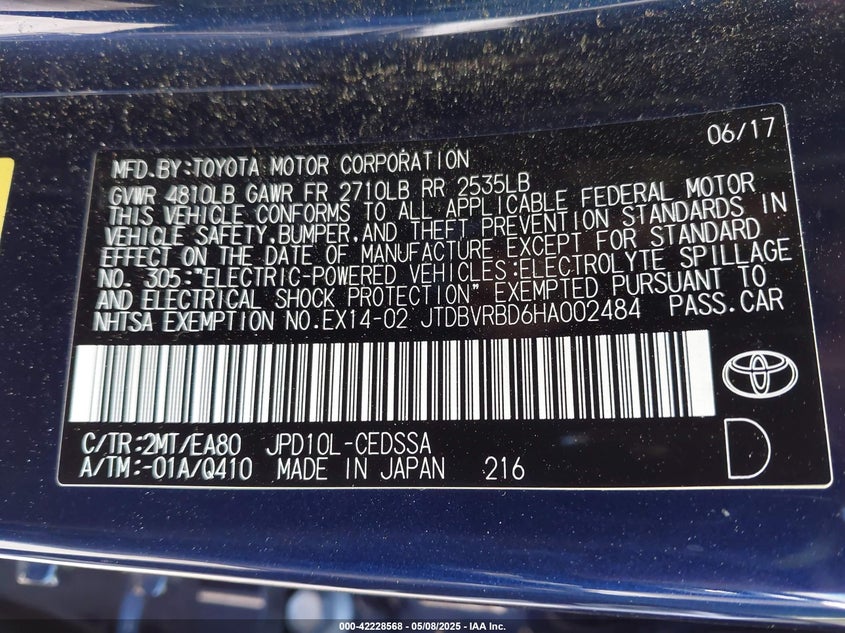 06/17
MFD.BY:TOYOTA MOTOR CORPORATION
GVWR 4810LB GAWR FR 2710LB RR 2535LB
THIS VEHICLE CONFORMS TO ALL APPLICABLE FEDERAL MOTOR
VEHICLE SAFETY,BUMPER,AND THEFT PREVENTION STANDARDS IN
EFFECT ON THE DATE OF MANUFACTURE EXCEPT FOR STANDARD
NO. 305:"ELECTRIC-POWERED VEHICLES:ELECTROLYTE SPILLAGE
AND ELECTRICAL SHOCK PROTECTION" EXEMPTED PURSUANT TO
NHTSA EXEMPTION NO.EX14-02 JTDBVRBD6HA002484 PASS.CAR
C/TR:2MT/EA80 JPD10L-CEDSSA
A/TM:-01A/Q410 MADE IN JAPAN 216
D
000-42228568 - 05/08/2025 - IAA Inc.